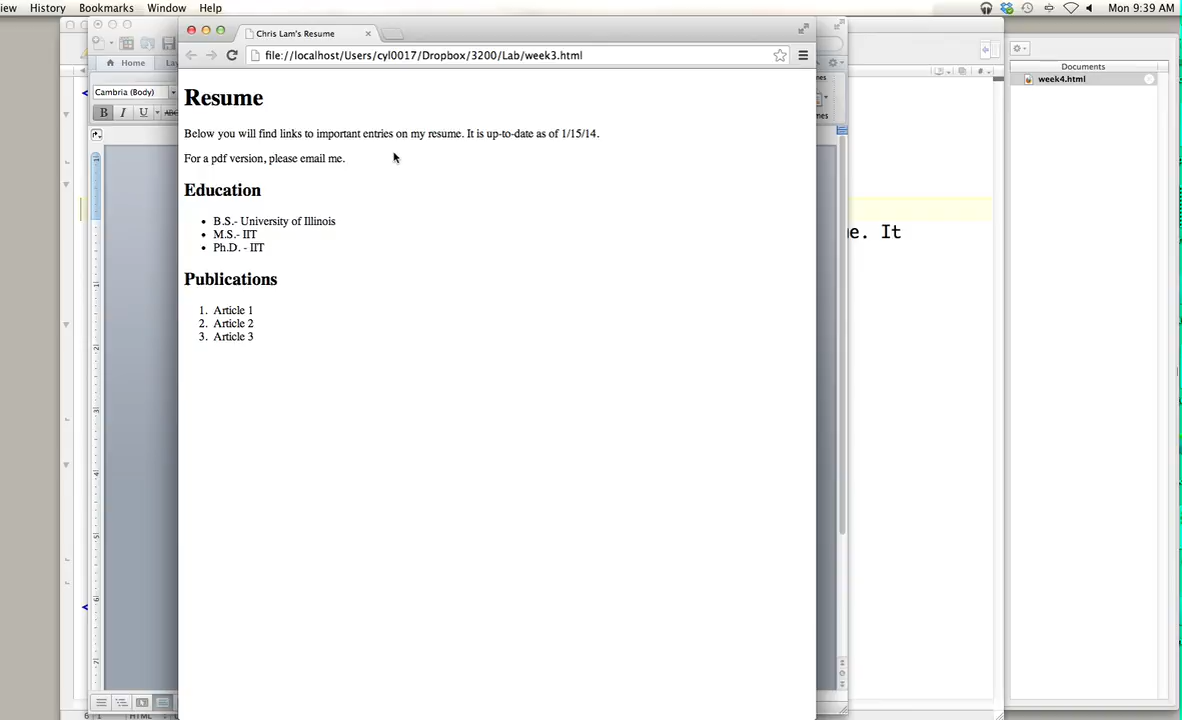 iew History Bookmarks Window Help
Mon 9:39 AM
Chris Lam's Resume
file://localhost/Users/cyl0017/Dropbox/3200/Lab/week3.html
Home
Cambria (Body)
B I U ABC
Resume
Below you will find links to important entries on my resume. It is up-to-date as of 1/15/14.
For a pdf version, please email me.
Education
• B.S.- University of Illinois
• M.S.- IIT
• Ph.D. - IIT
Publications
1. Article 1
2. Article 2
3. Article 3
e. It
Documents
week4.html